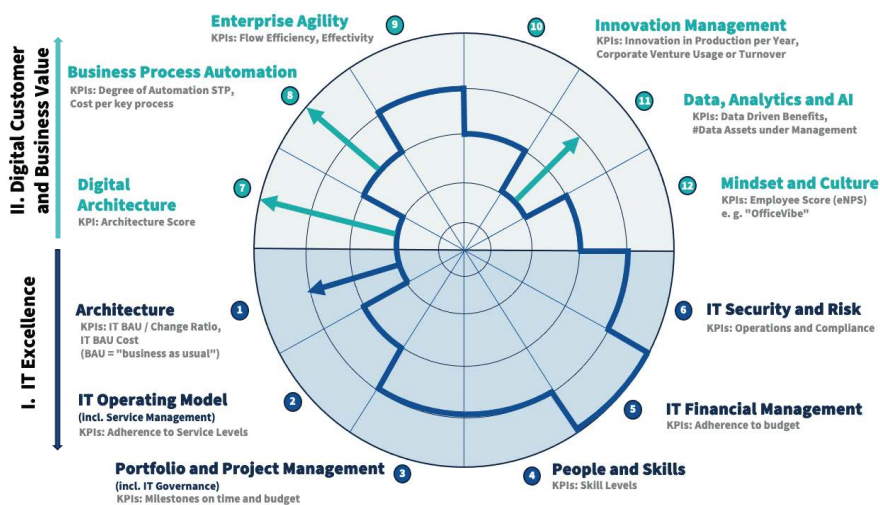 II. Digital Customer
and Business Value
I. IT Excellence
Enterprise Agility
KPIs: Flow Efficiency, Effectivity
9
10
Innovation Management
KPIs: Innovation in Production per Year,
Corporate Venture Usage or Turnover
Business Process Automation
KPIs: Degree of Automation STP,
Cost per key process
8
11
Data, Analytics and AI
KPIs: Data Driven Benefits,
#Data Assets under Management
Digital
Architecture
KPI: Architecture Score
7
12
Mindset and Culture
KPIs: Employee Score (eNPS)
e. g. "OfficeVibe"
Architecture
KPIs: IT BAU / Change Ratio,
IT BAU Cost
(BAU = "business as usual")
1
6
IT Security and Risk
KPIs: Operations and Compliance
IT Operating Model
(incl. Service Management)
KPIs: Adherence to Service Levels
2
5
IT Financial Management
KPIs: Adherence to budget
Portfolio and Project Management
(incl. IT Governance)
KPIs: Milestones on time and budget
3
4
People and Skills
KPIs: Skill Levels